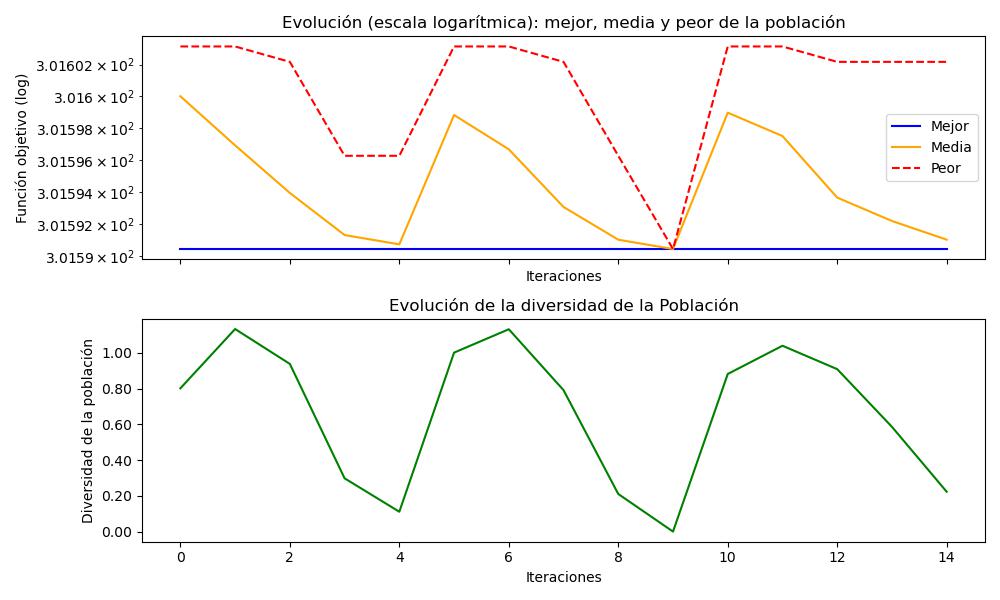 Evolución (escala logarítmica): mejor, media y peor de la población
Función objetivo (log)
3.01602 × 10²
3.016 × 10²
3.01598 × 10²
3.01596 × 10²
3.01594 × 10²
3.01592 × 10²
3.0159 × 10²
Mejor
Media
Peor
Iteraciones
Evolución de la diversidad de la Población
Diversidad de la población
1.00
0.80
0.60
0.40
0.20
0.00
0 2 4 6 8 10 12 14
Iteraciones